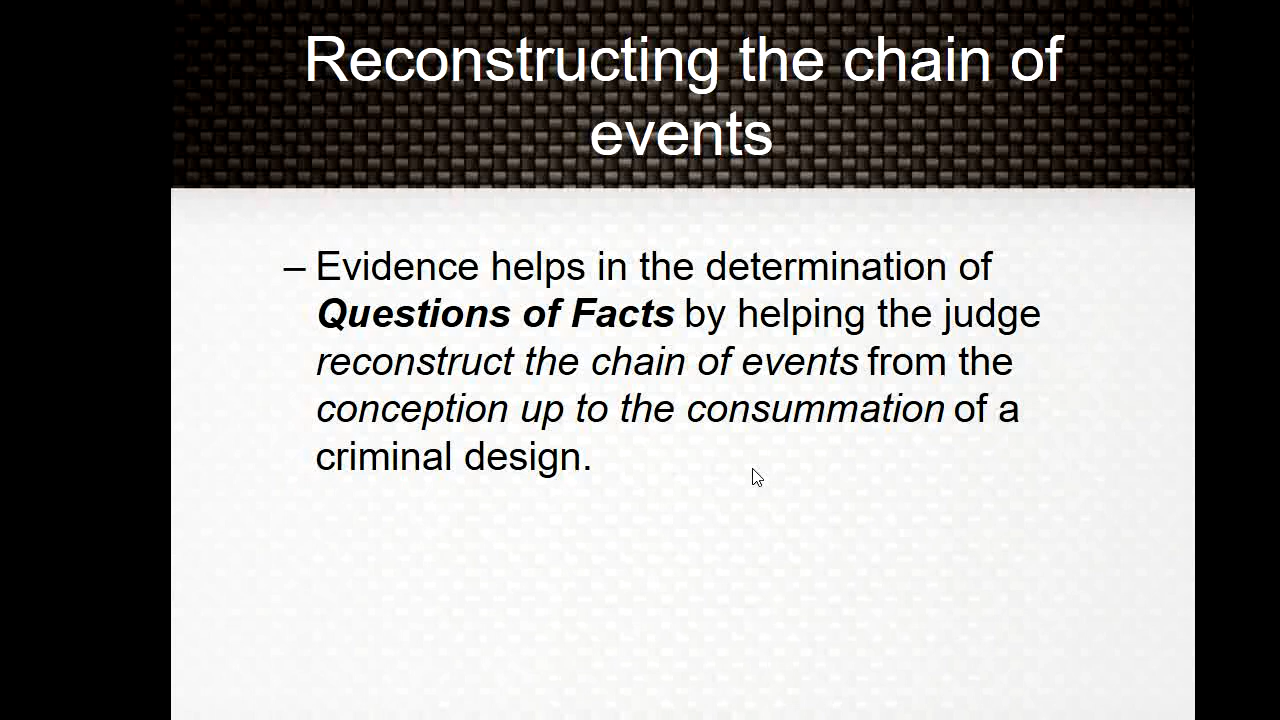 Reconstructing the chain of
events
– Evidence helps in the determination of
Questions of Facts by helping the judge
reconstruct the chain of events from the
conception up to the consummation of a
criminal design.